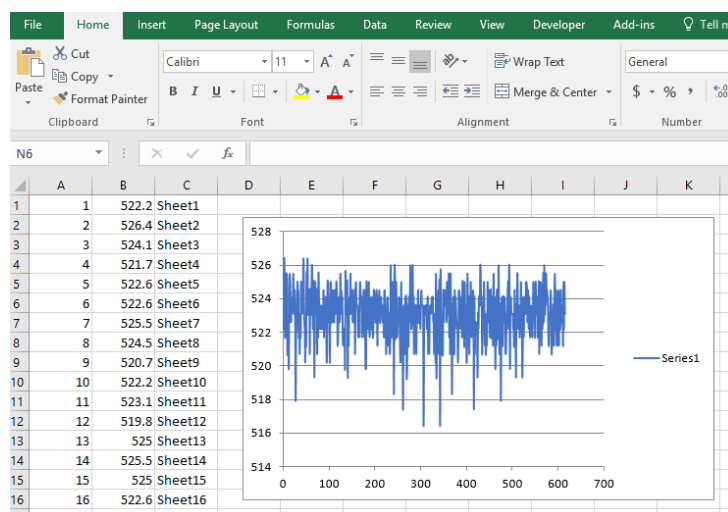 File Home Insert Page Layout Formulas Data Review View Developer Add-ins Tell
Cut
Copy
Format Painter
Paste
Calibri 11 A A
B I U A
Wrap Text
Merge & Center
General
$ % , .00
Clipboard Font Alignment Number
N6 fx
A B C D E F G H I J K
1 1 522.2 Sheet1
2 2 526.4 Sheet2
3 3 524.1 Sheet3
4 4 521.7 Sheet4
5 5 522.6 Sheet5
6 6 522.6 Sheet6
7 7 525.5 Sheet7
8 8 524.5 Sheet8
9 9 520.7 Sheet9
10 10 522.2 Sheet10
11 11 523.1 Sheet11
12 12 519.8 Sheet12
13 13 525 Sheet13
14 14 525.5 Sheet14
15 15 525 Sheet15
16 16 522.6 Sheet16
528
526
524
522
520
518
516
514
0 100 200 300 400 500 600 700
Series1